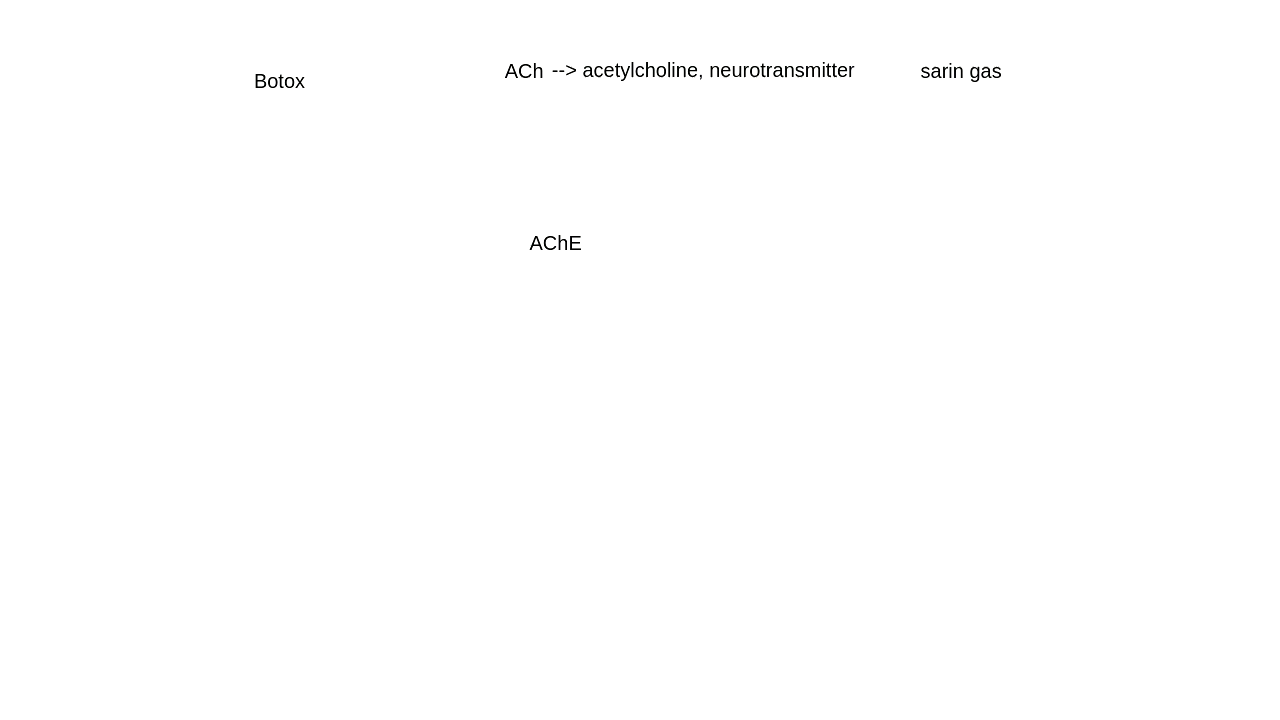 Botox
ACh --> acetylcholine, neurotransmitter
sarin gas
AChE